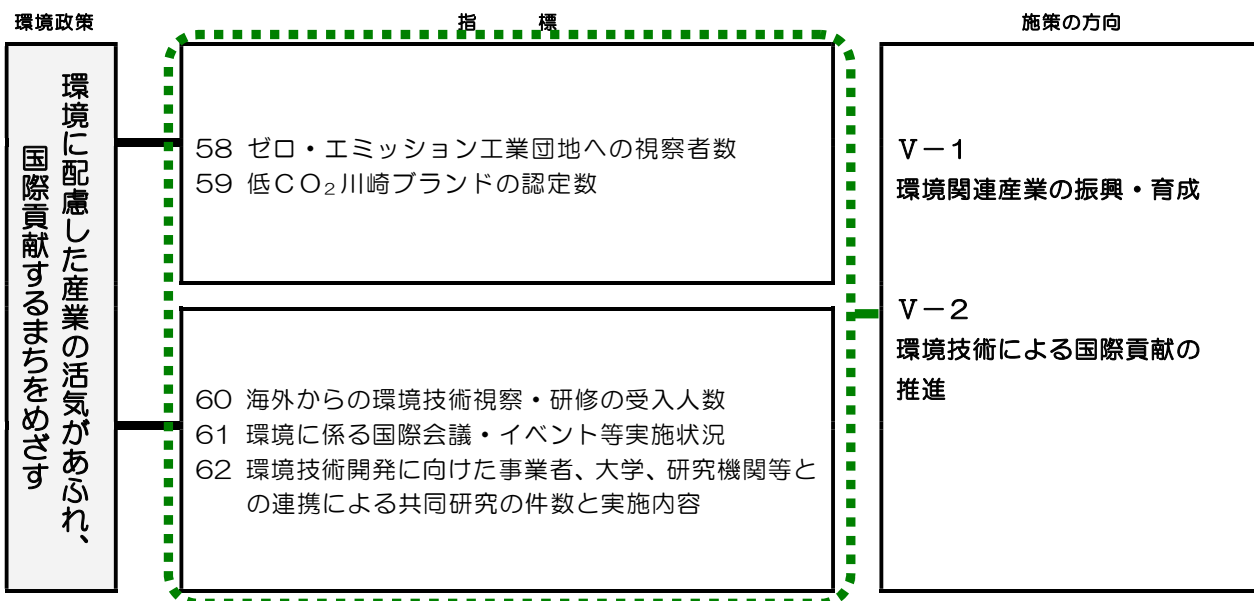 環境政策
指 標
施策の方向
環境に配慮した産業の活気があふれ、
国際貢献するまちをめざす
58 ゼロ・エミッション工業団地への視察者数
59 低CO₂川崎ブランドの認定数
60 海外からの環境技術視察・研修の受入人数
61 環境に係る国際会議・イベント等実施状況
62 環境技術開発に向けた事業者、大学、研究機関等と
の連携による共同研究の件数と実施内容
Ⅴ－1
環境関連産業の振興・育成
Ⅴ－2
環境技術による国際貢献の
推進